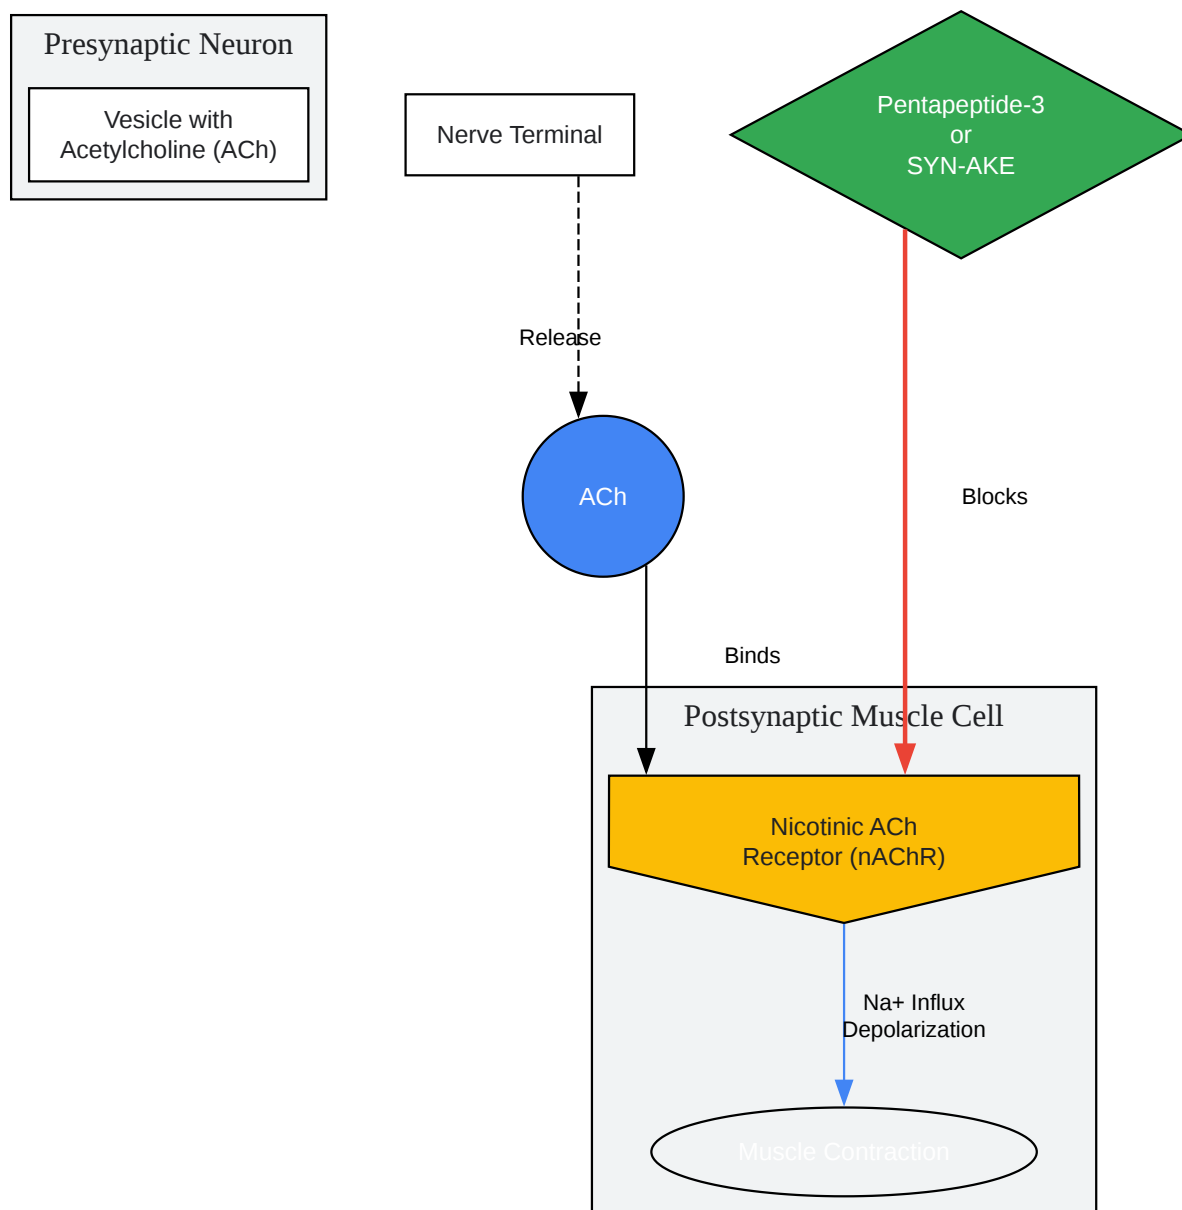 Presynaptic Neuron
Vesicle with
Acetylcholine (ACh)
Nerve Terminal
Pentapeptide-3
or
SYN-AKE
Release
ACh
Blocks
Binds
Postsynaptic Muscle Cell
Nicotinic ACh
Receptor (nAChR)
Na+ Influx
Depolarization
Muscle Contraction